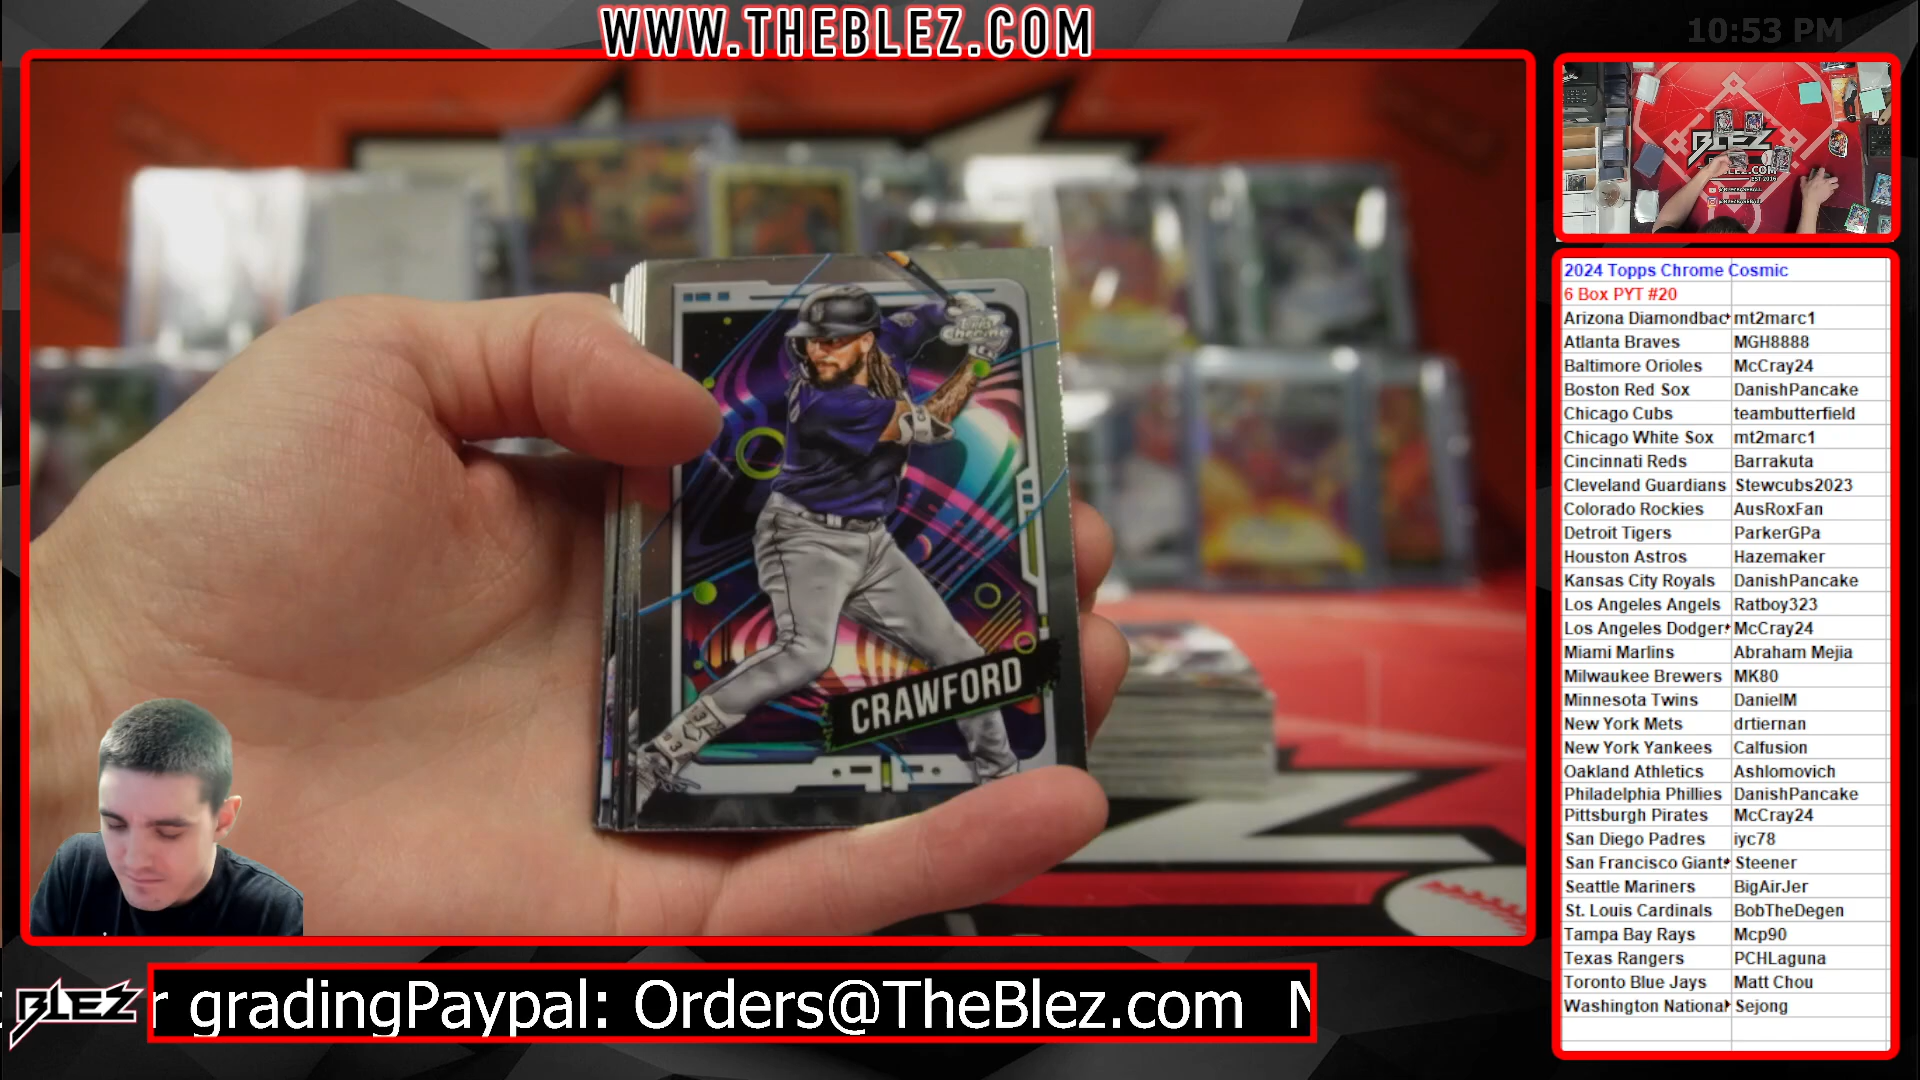 WWW.THEBLEZ.COM
10:53 PM
BLEZ
CRAWFORD
2024 Topps Chrome Cosmic
6 Box PYT #20
Arizona Diamondbac mt2marc1
Atlanta Braves MGH8888
Baltimore Orioles McCray24
Boston Red Sox DanishPancake
Chicago Cubs teambutterfield
Chicago White Sox mt2marc1
Cincinnati Reds Barrakuta
Cleveland Guardians Stewcubs2023
Colorado Rockies AusRoxFan
Detroit Tigers ParkerGPa
Houston Astros Hazemaker
Kansas City Royals DanishPancake
Los Angeles Angels Ratboy323
Los Angeles Dodger McCray24
Miami Marlins Abraham Mejia
Milwaukee Brewers MK80
Minnesota Twins DanielM
New York Mets drtiernan
New York Yankees Calfusion
Oakland Athletics Ashlomovich
Philadelphia Phillies DanishPancake
Pittsburgh Pirates McCray24
San Diego Padres iyc78
San Francisco Giant Steener
Seattle Mariners BigAirJer
St. Louis Cardinals BobTheDegen
Tampa Bay Rays Mcp90
Texas Rangers PCHLaguna
Toronto Blue Jays Matt Chou
Washington National Sejong
BLEZ
r gradingPaypal: Orders@TheBlez.com N